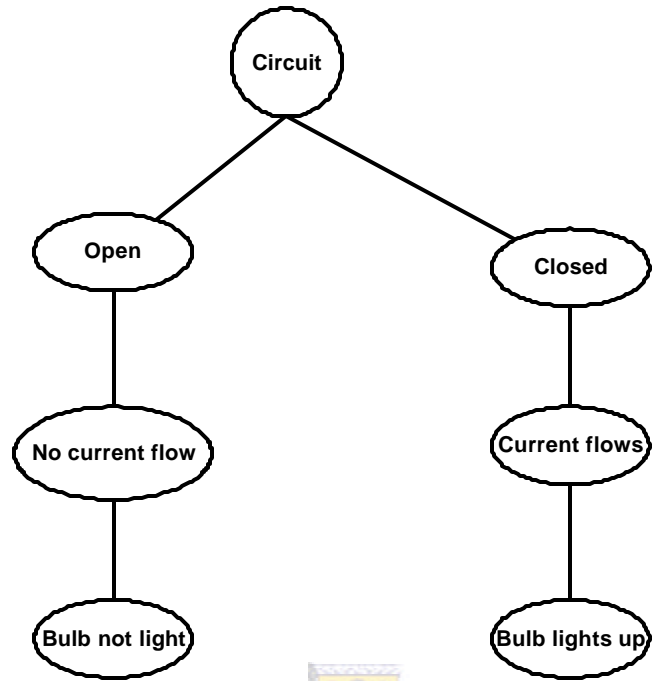 Circuit
Open
Closed
No current flow
Current flows
Bulb not light
Bulb lights up